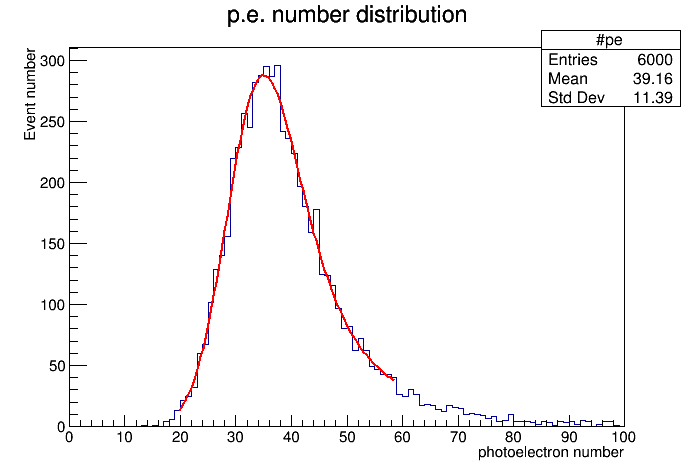 p.e. number distribution
#pe
Entries 6000
Mean 39.16
Std Dev 11.39
Event number
300
250
200
150
100
50
0
0 10 20 30 40 50 60 70 80 90 100
photoelectron number